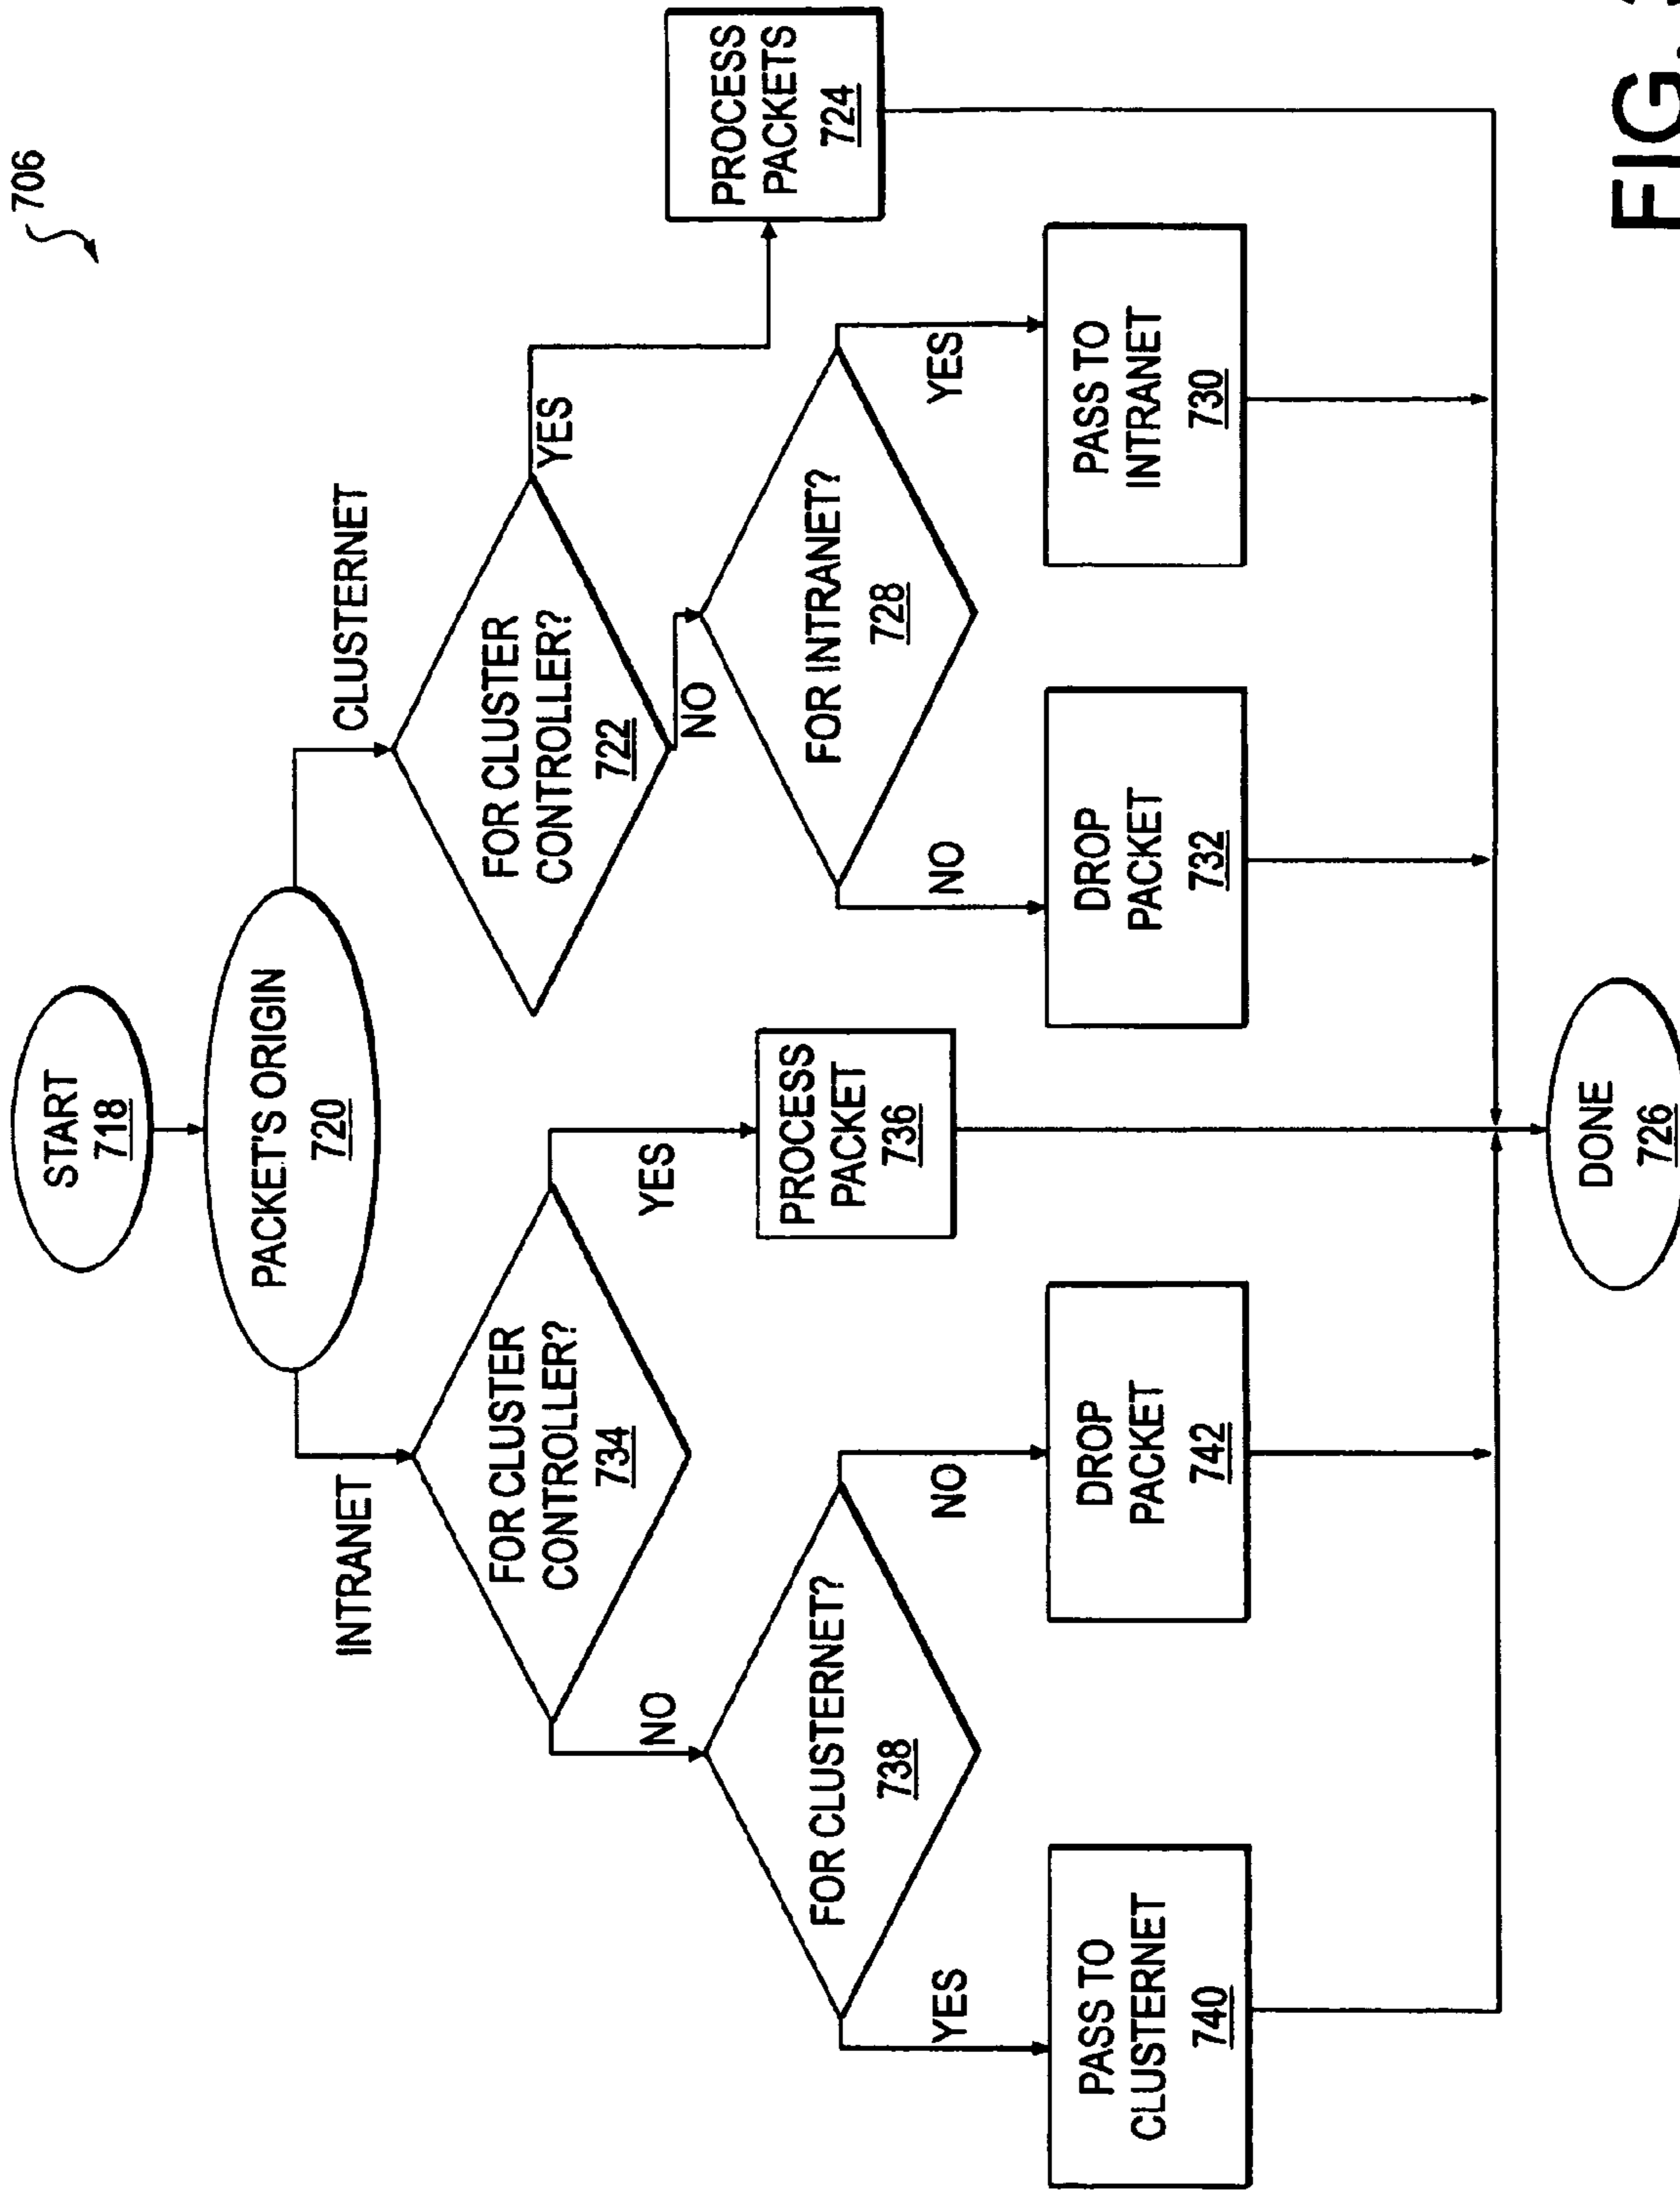 706
START
718
PACKET'S ORIGIN
720
INTRANET
CLUSTERNET
FOR CLUSTER
CONTROLLER?
734
FOR CLUSTER
CONTROLLER?
722
NO
YES
NO
YES
FOR CLUSTERNET?
738
PROCESS
PACKET
736
FOR INTRANET?
728
PROCESS
PACKETS
724
YES
NO
NO
YES
PASS TO
CLUSTERNET
740
DROP
PACKET
742
DROP
PACKET
732
PASS TO
INTRANET
730
DONE
726
FIG.